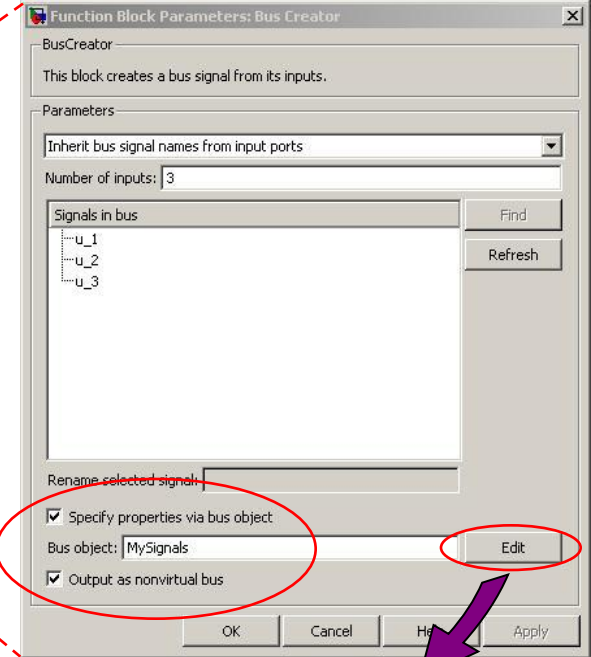 Function Block Parameters: Bus Creator
BusCreator
This block creates a bus signal from its inputs.
Parameters
Inherit bus signal names from input ports
Number of inputs: 3
Signals in bus
Find
u_1
Refresh
u_2
u_3
Rename selected signal:
Specify properties via bus object
Bus object: MySignals
Edit
Output as nonvirtual bus
OK Cancel Apply